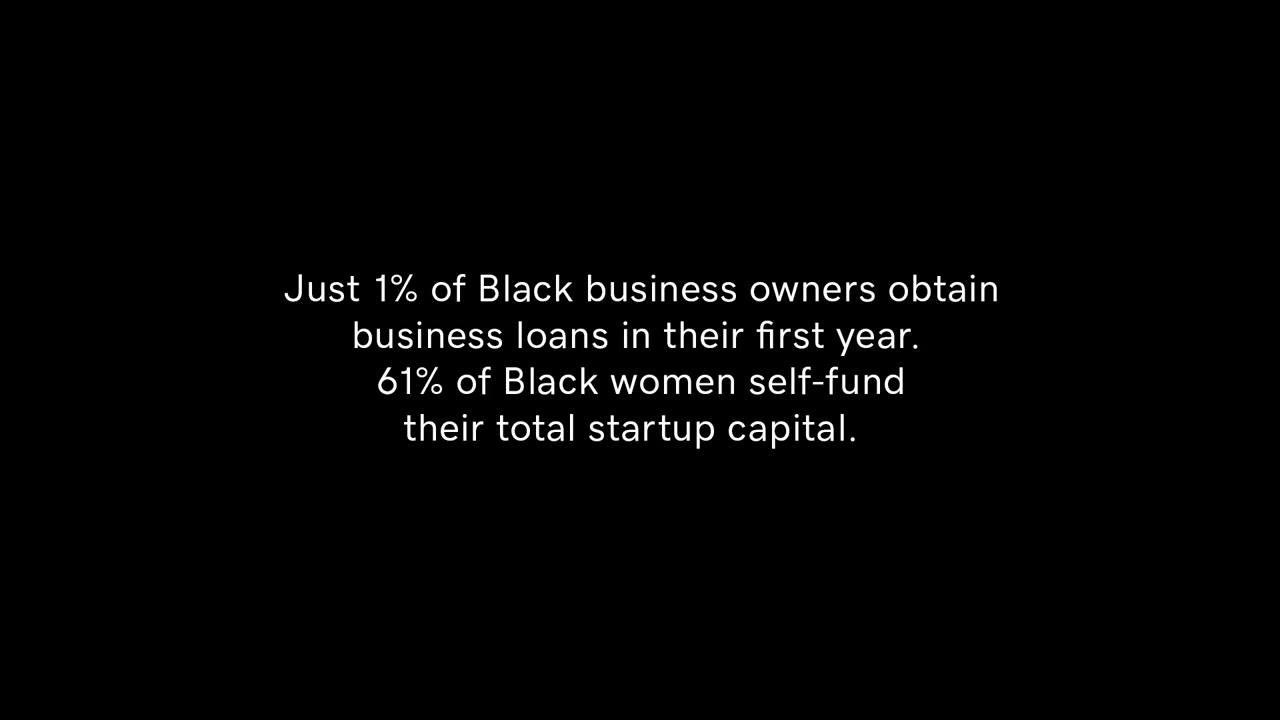 Just 1% of Black business owners obtain
business loans in their first year.
61% of Black women self-fund
their total startup capital.